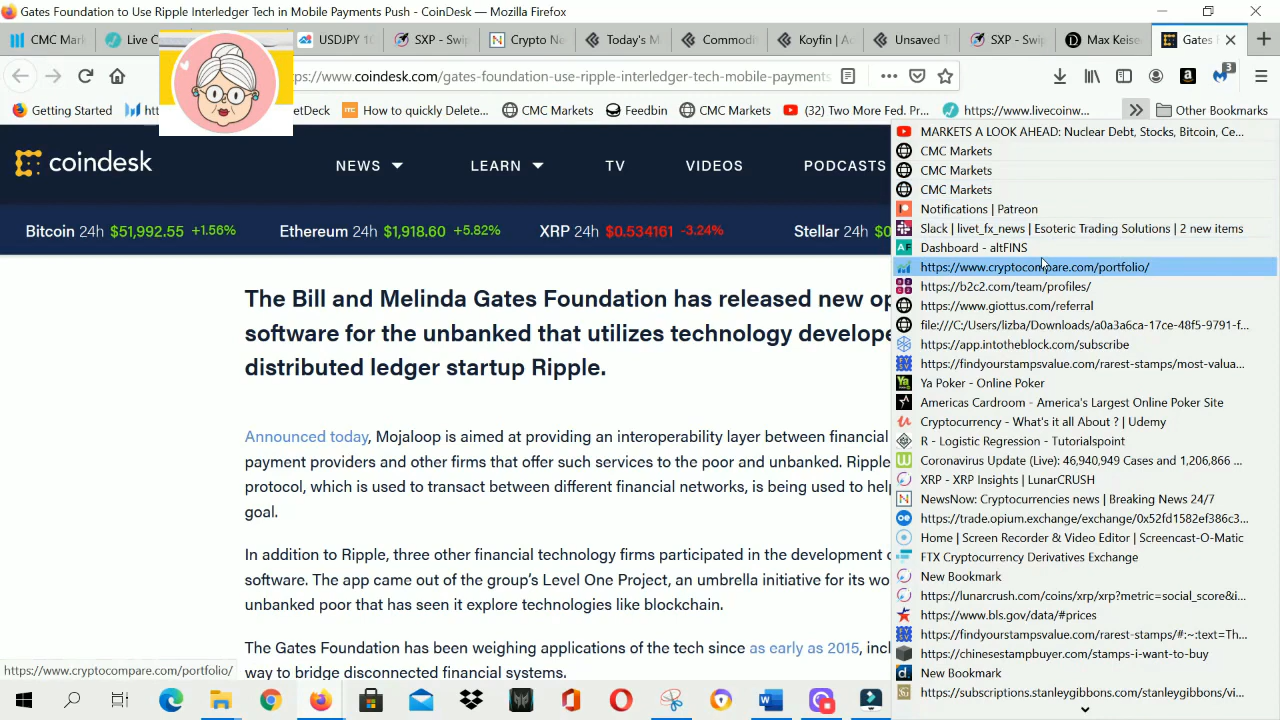 Gates Foundation to Use Ripple Interledger Tech in Mobile Payments Push - CoinDesk — Mozilla Firefox
CMC Mark
Live C
USDJPY 10
SXP - Swip
Crypto Ne
Today's M
Commodi
Koyfin | A
Unsaved T
SXP - Swip
Max Keise
Gates
ps://www.coindesk.com/gates-foundation-use-ripple-interledger-tech-mobile-payments
3
Getting Started
etDeck
How to quickly Delete...
CMC Markets
Feedbin
CMC Markets
(32) Two More Fed. Pr...
https://www.livecoinw...
Other Bookmarks
coindesk
NEWS
LEARN
TV
VIDEOS
PODCASTS
Bitcoin 24h $51,992.55 +1.56%
Ethereum 24h $1,918.60 +5.82%
XRP 24h $0.534161 -3.24%
Stellar 24h $0
The Bill and Melinda Gates Foundation has released new op
software for the unbanked that utilizes technology develope
distributed ledger startup Ripple.
Announced today, Mojaloop is aimed at providing an interoperability layer between financial
payment providers and other firms that offer such services to the poor and unbanked. Ripple
protocol, which is used to transact between different financial networks, is being used to help
goal.
In addition to Ripple, three other financial technology firms participated in the development o
software. The app came out of the group's Level One Project, an umbrella initiative for its wo
unbanked poor that has seen it explore technologies like blockchain.
The Gates Foundation has been weighing applications of the tech since as early as 2015, incl
way to bridge disconnected financial systems.
https://www.cryptocompare.com/portfolio/
MARKETS A LOOK AHEAD: Nuclear Debt, Stocks, Bitcoin, Ce...
CMC Markets
CMC Markets
CMC Markets
Notifications | Patreon
Slack | livet_fx_news | Esoteric Trading Solutions | 2 new items
Dashboard - altFINS
https://www.cryptocompare.com/portfolio/
https://b2c2.com/team/profiles/
https://www.giottus.com/referral
file:///C:/Users/lizba/Downloads/a0a3a6ca-17ce-48f5-9791-f...
https://app.intotheblock.com/subscribe
https://findyourstampsvalue.com/rarest-stamps/most-valua...
Ya Poker - Online Poker
Americas Cardroom - America's Largest Online Poker Site
Cryptocurrency - What's it all About ? | Udemy
R - Logistic Regression - Tutorialspoint
Coronavirus Update (Live): 46,940,949 Cases and 1,206,866 ...
XRP - XRP Insights | LunarCRUSH
NewsNow: Cryptocurrencies news | Breaking News 24/7
https://trade.opium.exchange/exchange/0x52fd1582ef386c3...
Home | Screen Recorder & Video Editor | Screencast-O-Matic
FTX Cryptocurrency Derivatives Exchange
New Bookmark
https://lunarcrush.com/coins/xrp/xrp?metric=social_score&i...
https://www.bls.gov/data/#prices
https://findyourstampsvalue.com/rarest-stamps/#:~:text=Th...
https://chinesestampbuyer.com/stamps-i-want-to-buy
New Bookmark
https://subscriptions.stanleygibbons.com/stanleygibbons/vi...